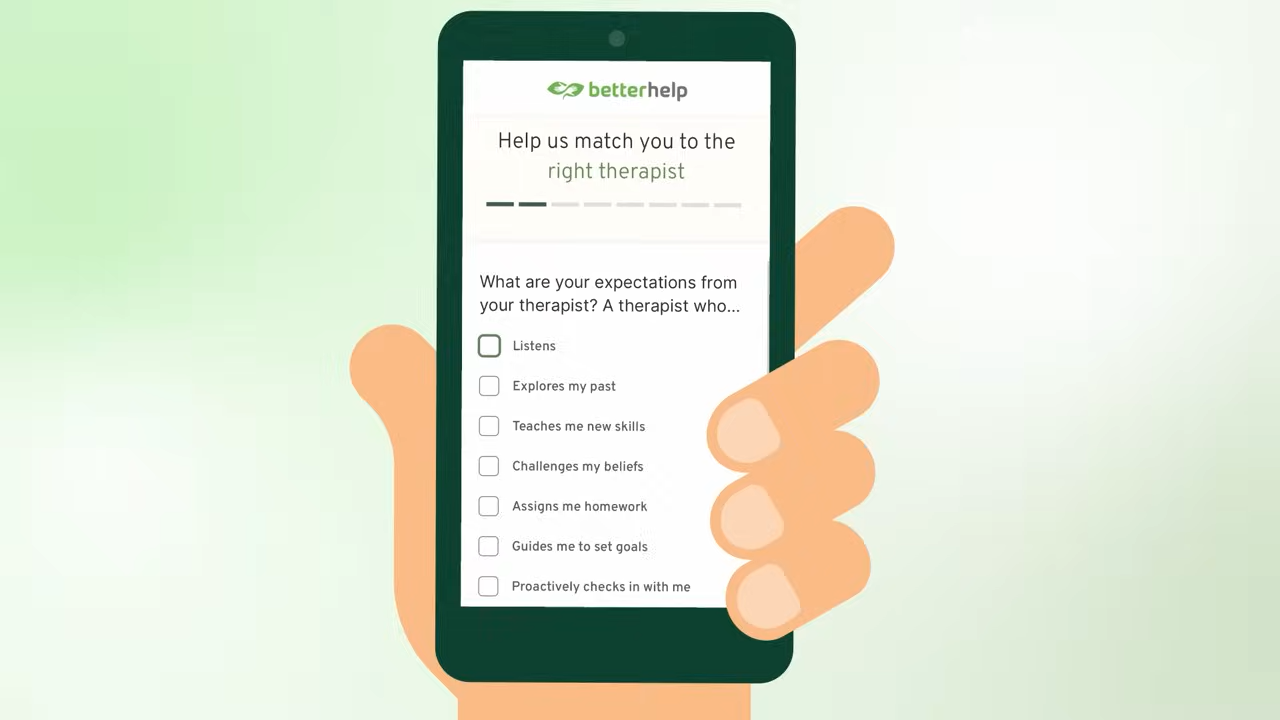 betterhelp
Help us match you to the
right therapist
What are your expectations from
your therapist? A therapist who...
Listens
Explores my past
Teaches me new skills
Challenges my beliefs
Assigns me homework
Guides me to set goals
Proactively checks in with me